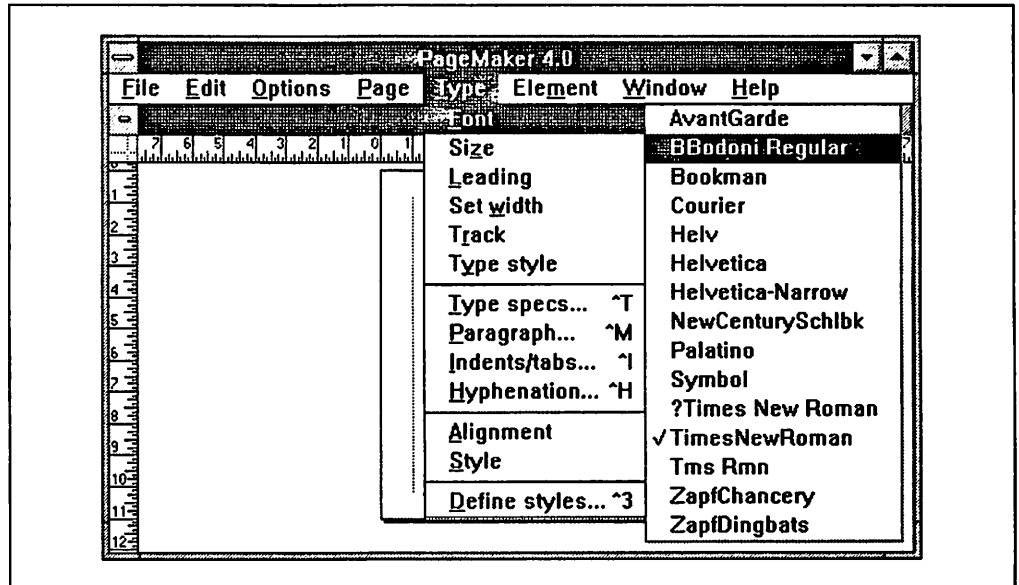 PageMaker 4.0
File Edit Options Page Type Element Window Help
Font
Size
Leading
Set width
Track
Type style
Type specs... ^T
Paragraph... ^M
Indents/tabs... ^I
Hyphenation... ^H
Alignment
Style
Define styles... ^3
AvantGarde
BBodoni Regular
Bookman
Courier
Helv
Helvetica
Helvetica-Narrow
NewCenturySchlbk
Palatino
Symbol
?Times New Roman
√TimesNewRoman
Tms Rmn
ZapfChancery
ZapfDingbats
7 6 5 4 3 2 1 0 1
0
1
2
3
4
5
6
7
8
9
10
11
12